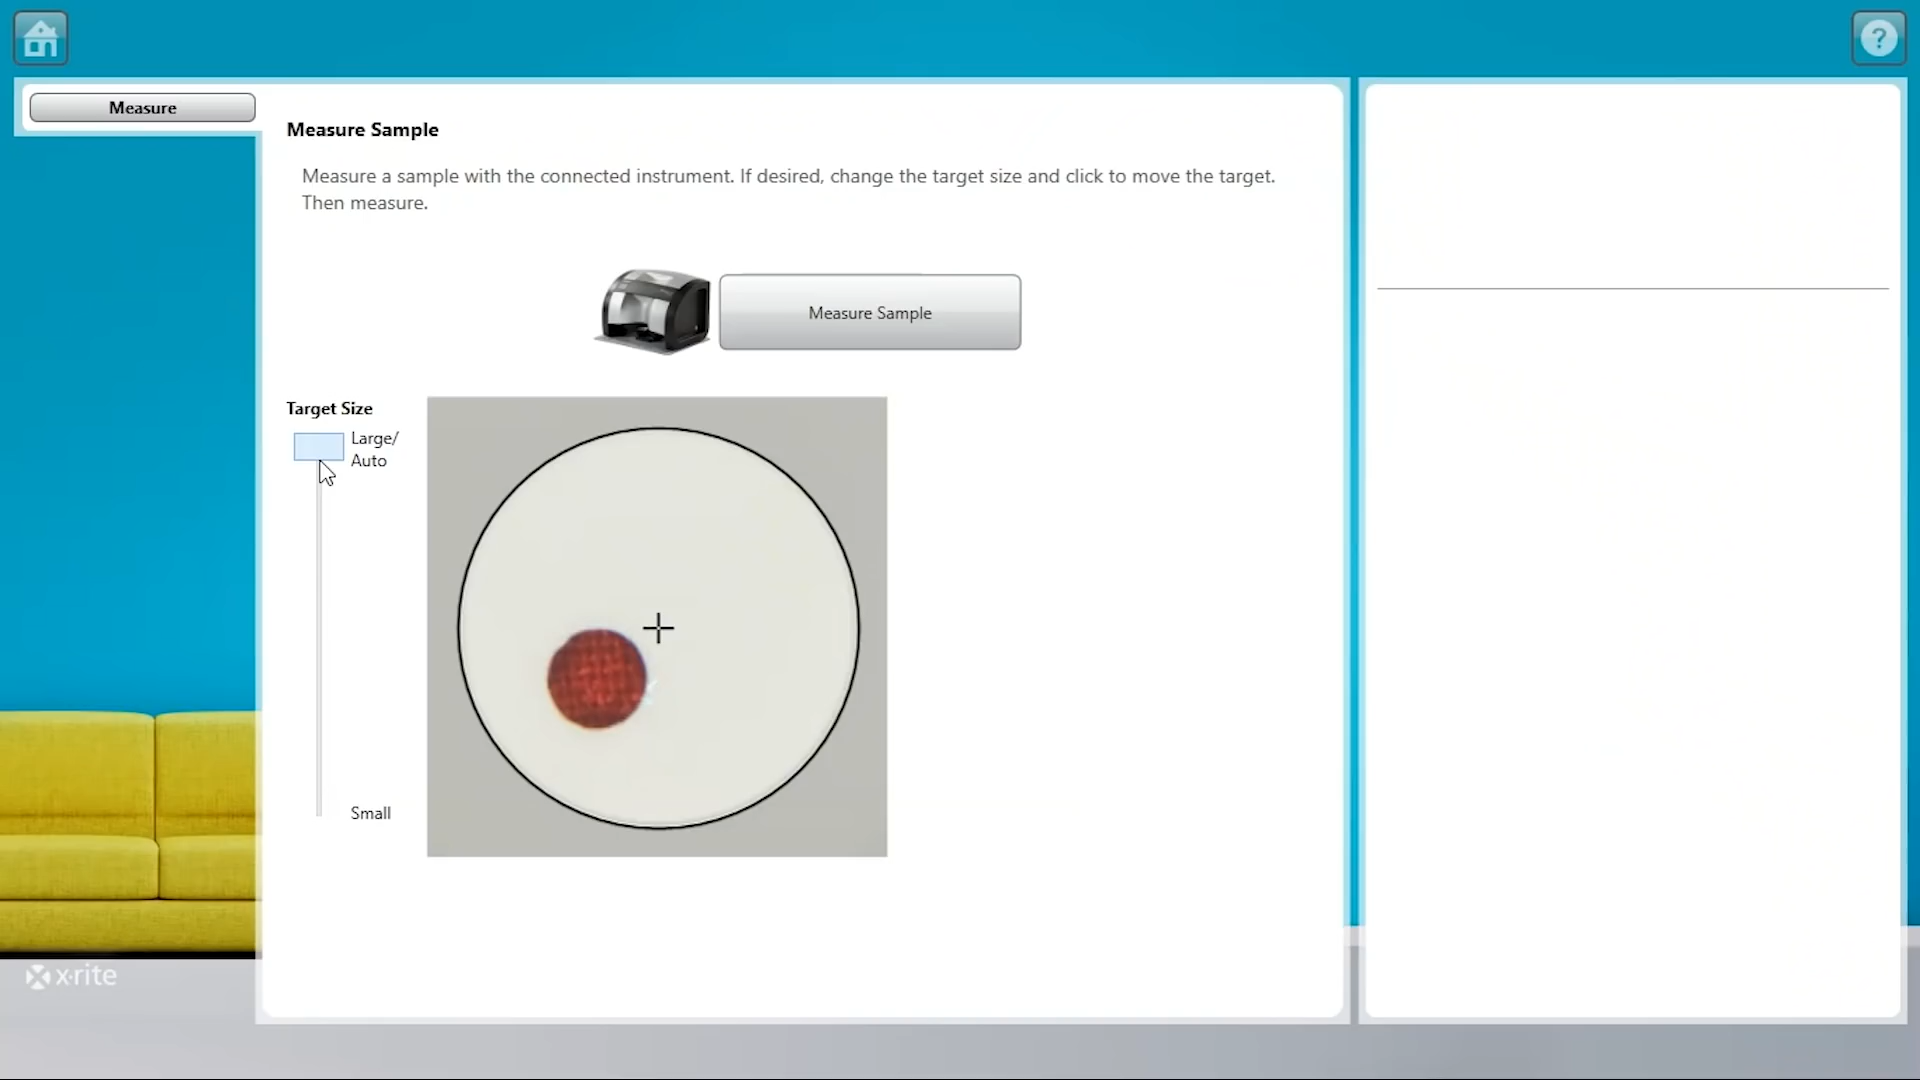 ?
Measure
Measure Sample
Measure a sample with the connected instrument. If desired, change the target size and click to move the target.
Then measure.
Measure Sample
Target Size
Large/
Auto
Small
x·rite